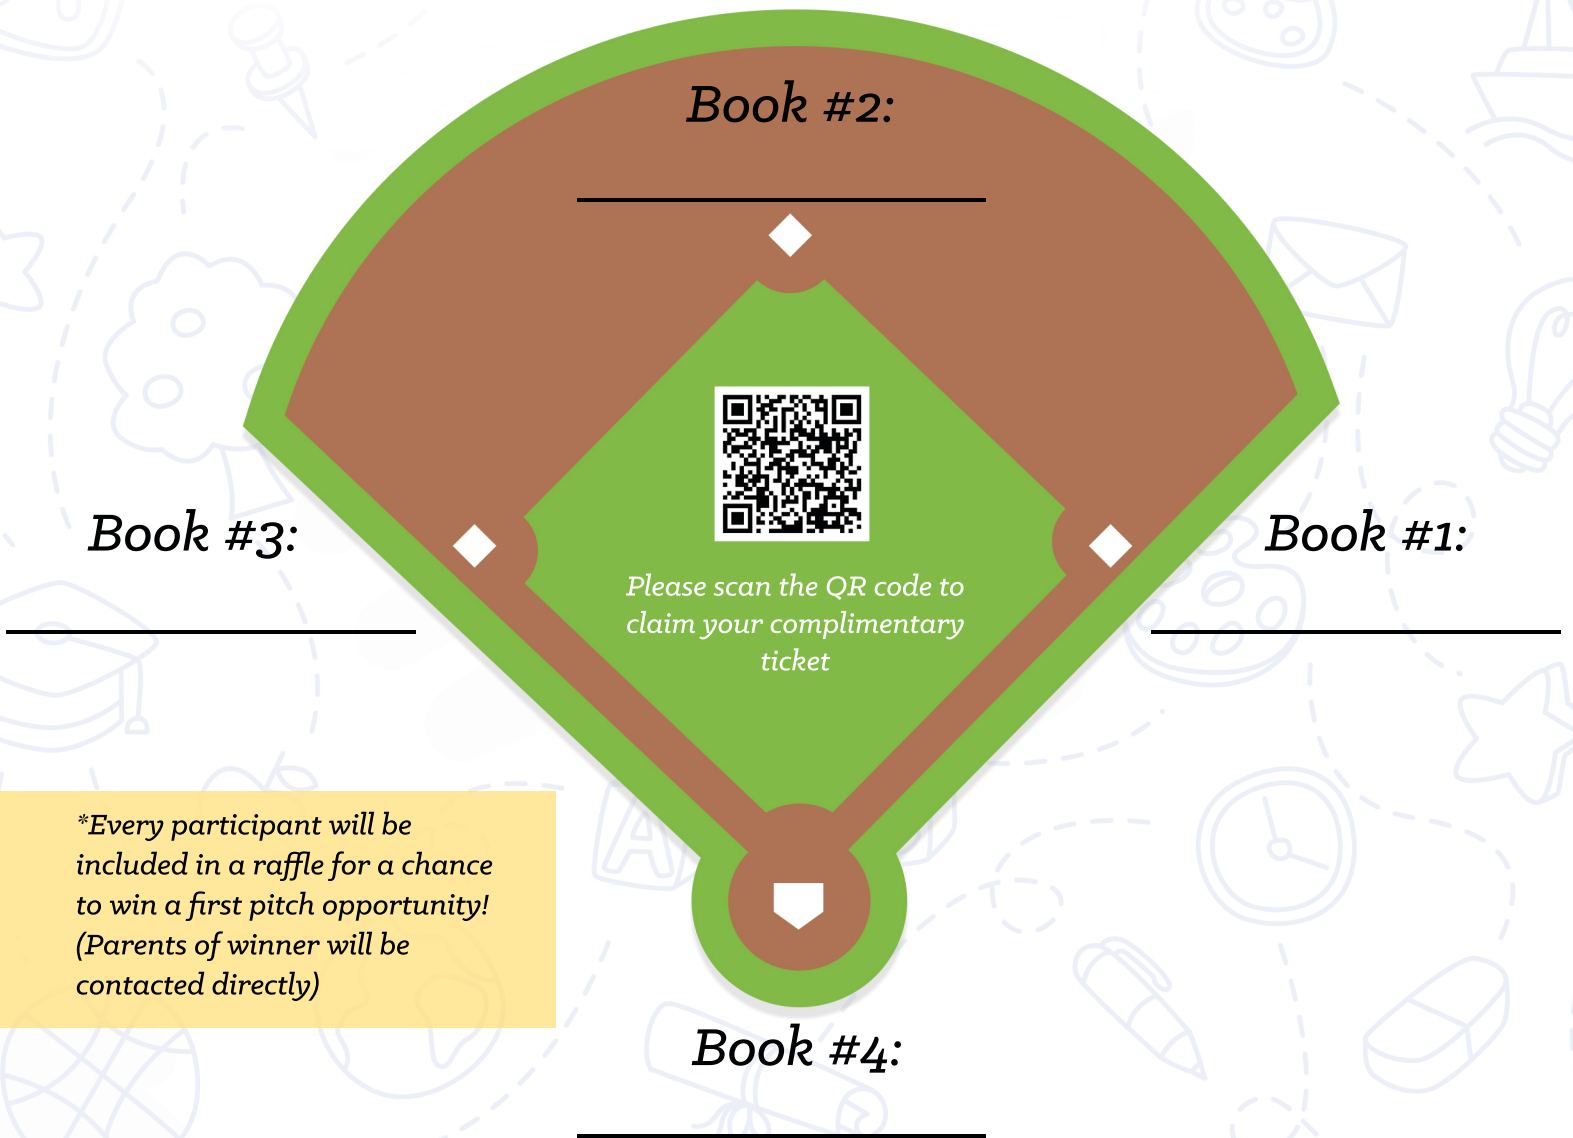 Book #2:
Book #3:
Book #1:
Please scan the QR code to
claim your complimentary
ticket
*Every participant will be
included in a raffle for a chance
to win a first pitch opportunity!
(Parents of winner will be
contacted directly)
Book #4: